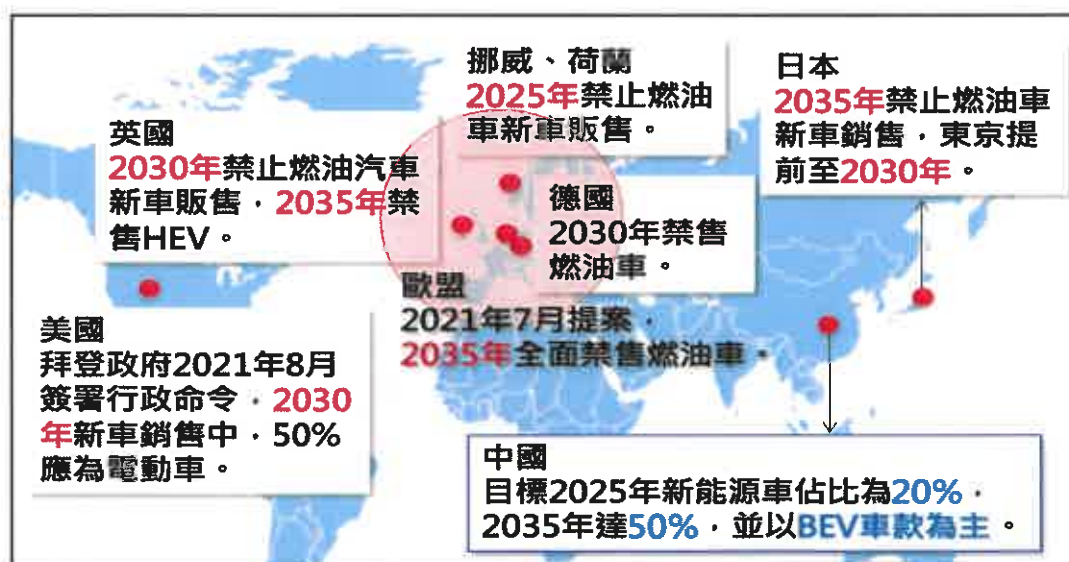 挪威、荷蘭
2025年禁止燃油
車新車販售。
日本
2035年禁止燃油車
新車銷售，東京提
前至2030年。
英國
2030年禁止燃油汽車
新車販售，2035年禁
售HEV。
德國
2030年禁售
燃油車。
歐盟
2021年7月提案，
2035年全面禁售燃油車。
美國
拜登政府2021年8月
簽署行政命令，2030
年新車銷售中，50%
應為電動車。
中國
目標2025年新能源車佔比為20%，
2035年達50%，並以BEV車款為主。